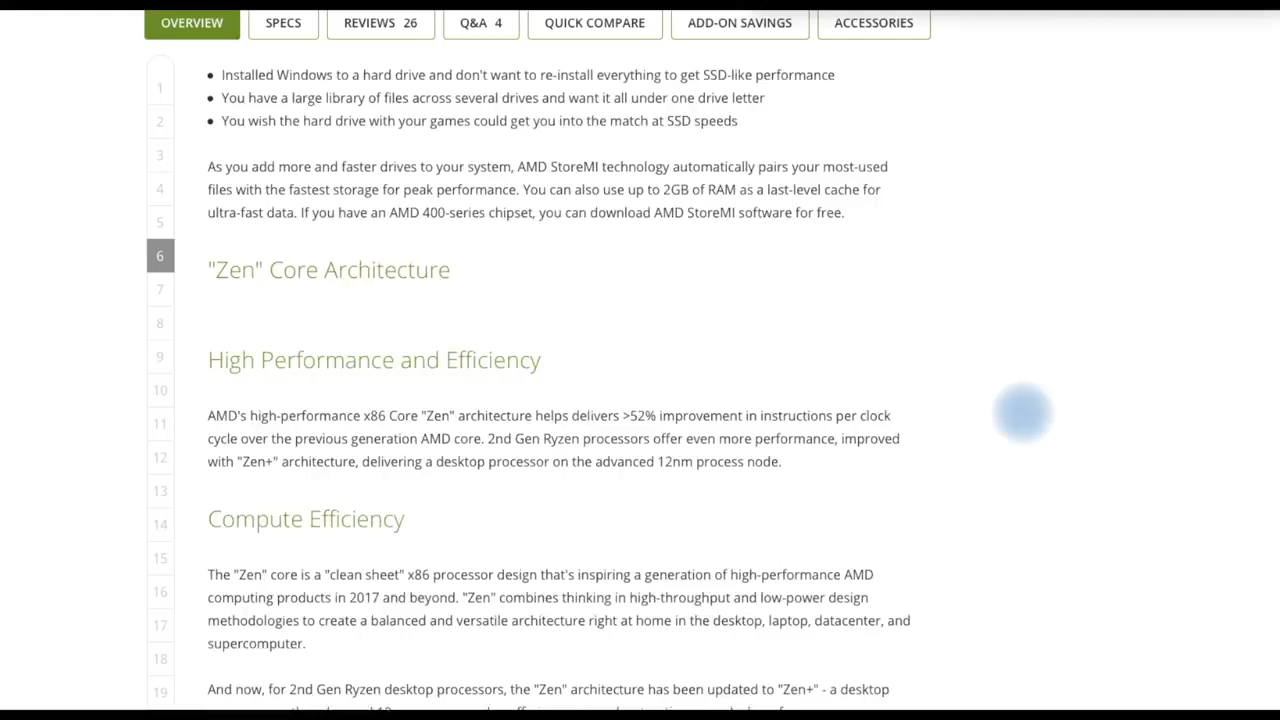 OVERVIEW
SPECS
REVIEWS 26
Q&A 4
QUICK COMPARE
ADD-ON SAVINGS
ACCESSORIES
1
2
3
4
5
6
7
8
9
10
11
12
13
14
15
16
17
18
19
• Installed Windows to a hard drive and don't want to re-install everything to get SSD-like performance
• You have a large library of files across several drives and want it all under one drive letter
• You wish the hard drive with your games could get you into the match at SSD speeds
As you add more and faster drives to your system, AMD StoreMI technology automatically pairs your most-used
files with the fastest storage for peak performance. You can also use up to 2GB of RAM as a last-level cache for
ultra-fast data. If you have an AMD 400-series chipset, you can download AMD StoreMI software for free.
"Zen" Core Architecture
High Performance and Efficiency
AMD's high-performance x86 Core "Zen" architecture helps delivers >52% improvement in instructions per clock
cycle over the previous generation AMD core. 2nd Gen Ryzen processors offer even more performance, improved
with "Zen+" architecture, delivering a desktop processor on the advanced 12nm process node.
Compute Efficiency
The "Zen" core is a "clean sheet" x86 processor design that's inspiring a generation of high-performance AMD
computing products in 2017 and beyond. "Zen" combines thinking in high-throughput and low-power design
methodologies to create a balanced and versatile architecture right at home in the desktop, laptop, datacenter, and
supercomputer.
And now, for 2nd Gen Ryzen desktop processors, the "Zen" architecture has been updated to "Zen+" - a desktop